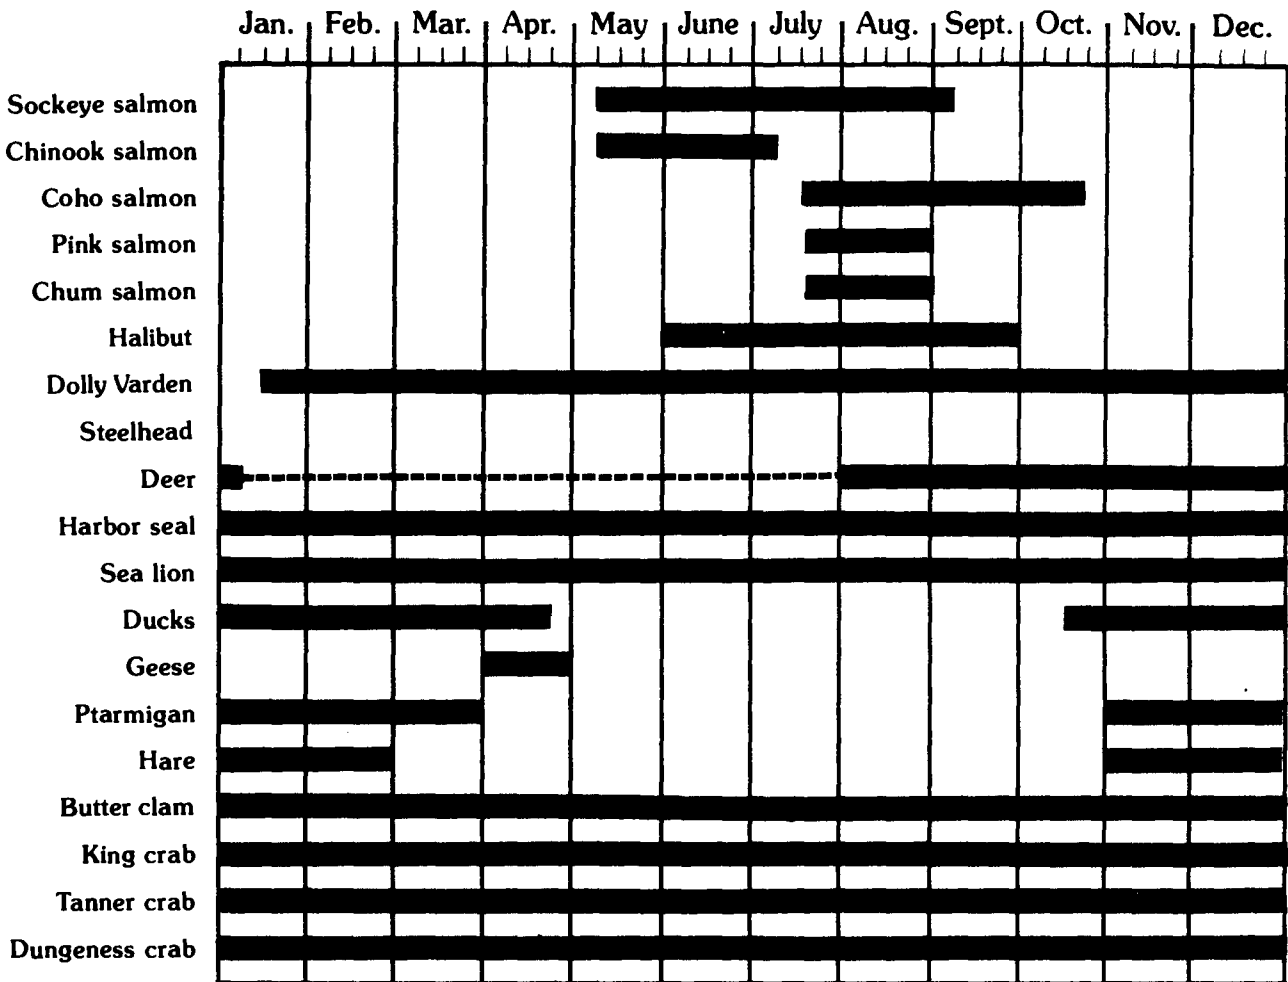 Jan. Feb. Mar. Apr. May June July Aug. Sept. Oct. Nov. Dec.
Sockeye salmon
Chinook salmon
Coho salmon
Pink salmon
Chum salmon
Halibut
Dolly Varden
Steelhead
Deer
Harbor seal
Sea lion
Ducks
Geese
Ptarmigan
Hare
Butter clam
King crab
Tanner crab
Dungeness crab